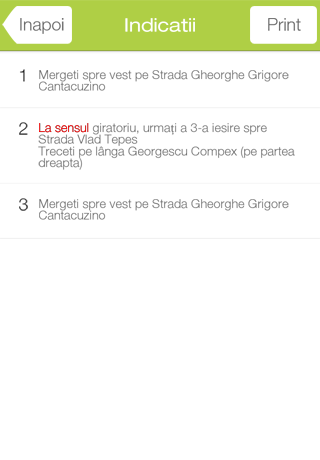 Inapoi
Indicatii
Print
1
Mergeti spre vest pe Strada Gheorghe Grigore
Cantacuzino
2
La sensul giratoriu, urmați a 3-a iesire spre
Strada Vlad Tepes
Treceti pe lânga Georgescu Compex (pe partea
dreapta)
3
Mergeti spre vest pe Strada Gheorghe Grigore
Cantacuzino